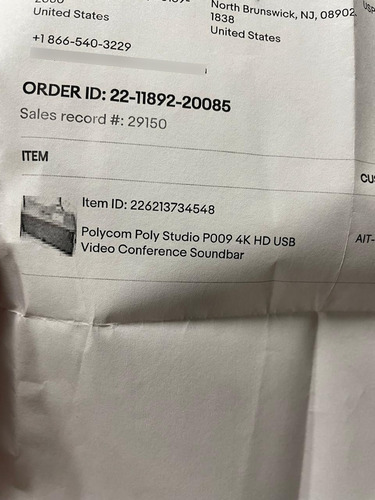 United States
North Brunswick, NJ, 08902
1838
United States
+1 866-540-3229
ORDER ID: 22-11892-20085
Sales record #: 29150
ITEM
Item ID: 226213734548
Polycom Poly Studio P009 4K HD USB
Video Conference Soundbar
AIT-